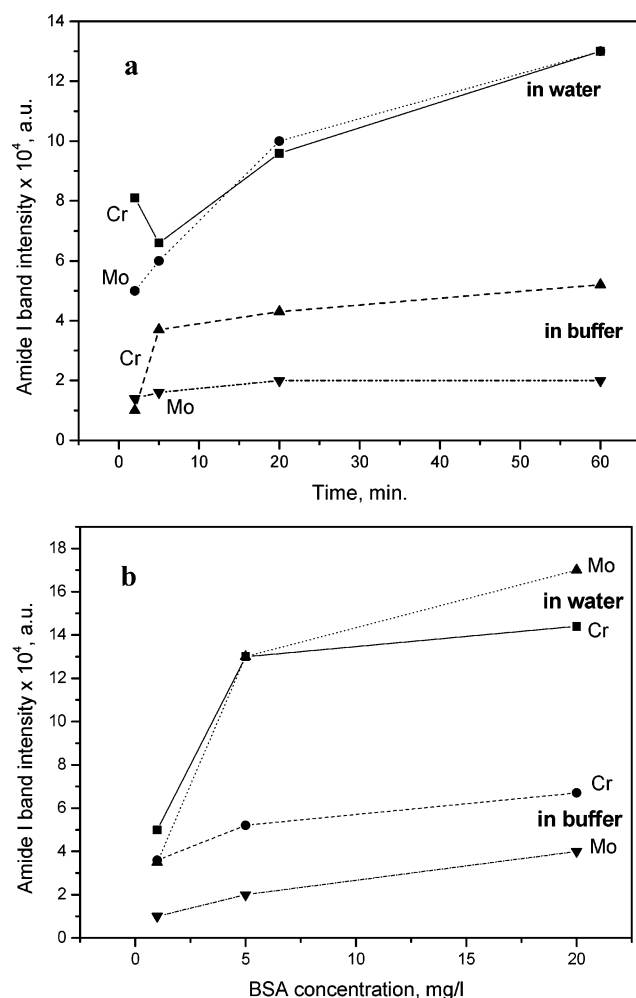 14
a
12
in water
10
8
Cr
6
Mo
4
in buffer
Cr
2
Mo
0
0 10 20 30 40 50 60
Time, min.
Amide I band intensity x 10⁴, a.u.
18
Mo
16
b
in water
14
Cr
12
10
8
Cr
6
in buffer
4
Mo
2
0
0 5 10 15 20
BSA concentration, mg/l
Amide I band intensity x 10⁴, a.u.